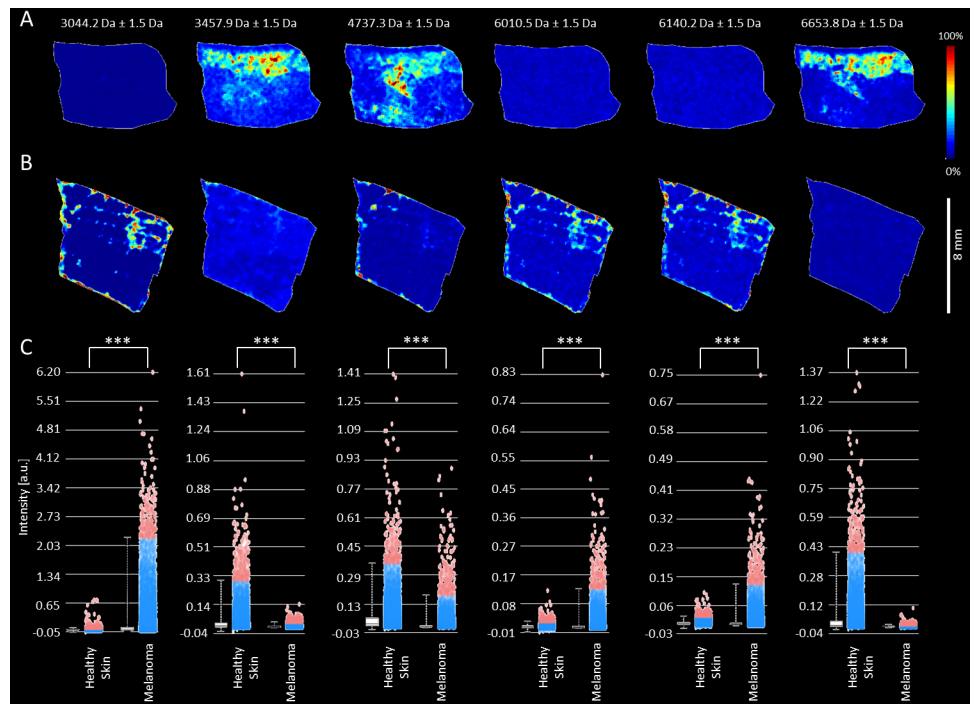 A
3044.2 Da ± 1.5 Da 3457.9 Da ± 1.5 Da 4737.3 Da ± 1.5 Da 6010.5 Da ± 1.5 Da 6140.2 Da ± 1.5 Da 6653.8 Da ± 1.5 Da
100%
0%
B
8 mm
C
*** *** *** *** *** ***
6.20 1.61 1.41 0.83 0.75 1.37
5.51 1.43 1.25 0.74 0.67 1.22
4.81 1.24 1.09 0.64 0.58 1.06
4.12 1.06 0.93 0.55 0.49 0.90
3.42 0.88 0.77 0.45 0.41 0.75
2.73 0.69 0.61 0.36 0.32 0.59
2.03 0.51 0.45 0.27 0.24 0.43
1.34 0.33 0.29 0.17 0.15 0.27
0.65 0.14 0.13 0.08 0.06 0.12
-0.05 -0.04 -0.03 -0.01 -0.03 -0.04
Intensity [a.u.]
Healthy Skin Melanoma Healthy Skin Melanoma Healthy Skin Melanoma Healthy Skin Melanoma Healthy Skin Melanoma Healthy Skin Melanoma